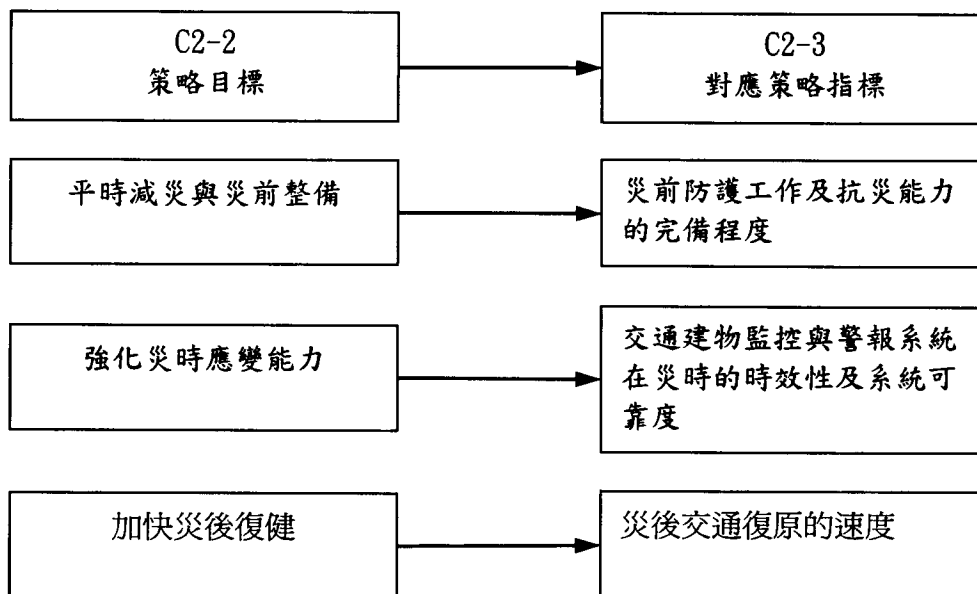 C2-2
策略目標
C2-3
對應策略指標
平時減災與災前整備
災前防護工作及抗災能力
的完備程度
強化災時應變能力
交通建物監控與警報系統
在災時的時效性及系統可
靠度
加快災後復健
災後交通復原的速度